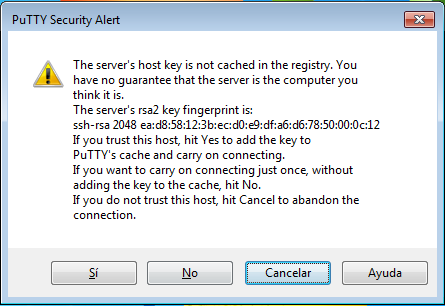 PuTTY Security Alert
The server's host key is not cached in the registry. You
have no guarantee that the server is the computer you
think it is.
The server's rsa2 key fingerprint is:
ssh-rsa 2048 ea:d8:58:12:3b:ec:d0:e9:df:a6:d6:78:50:00:0c:12
If you trust this host, hit Yes to add the key to
PuTTY's cache and carry on connecting.
If you want to carry on connecting just once, without
adding the key to the cache, hit No.
If you do not trust this host, hit Cancel to abandon the
connection.
Sí No Cancelar Ayuda